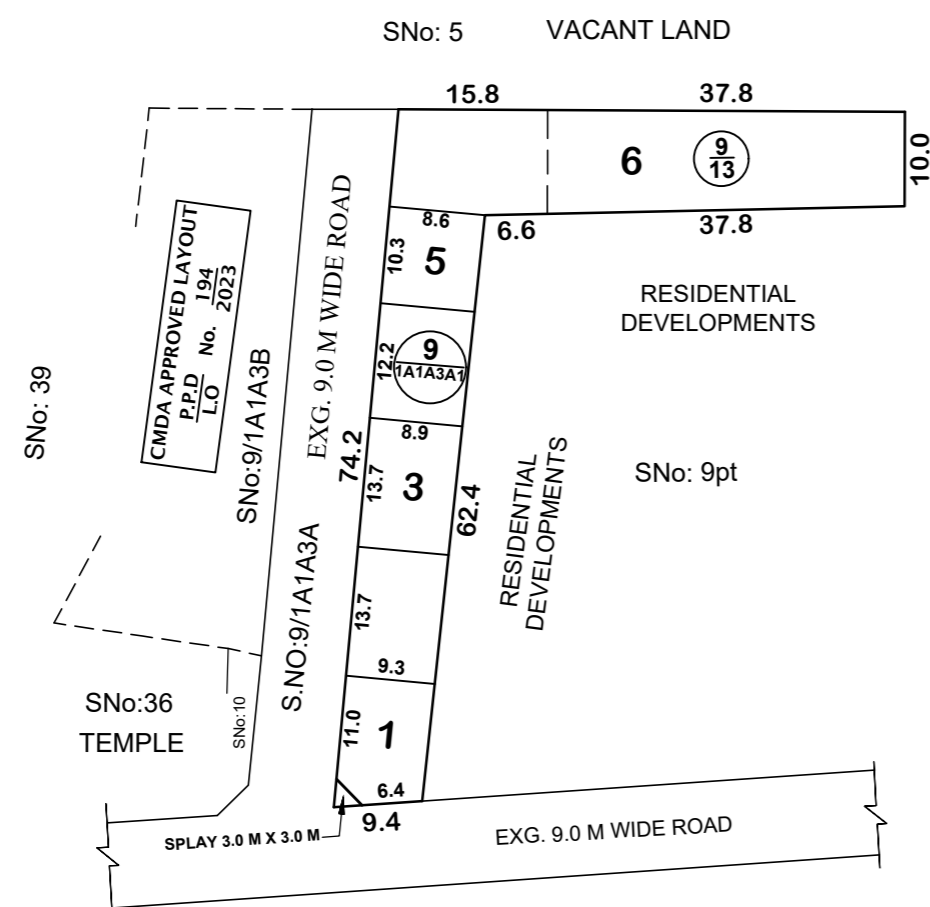 SNo: 5 VACANT LAND
15.8 37.8
6 9/13 10.0
8.6 6.6 37.8
10.3 5
RESIDENTIAL
DEVELOPMENTS
EXG. 9.0 M WIDE ROAD
CMDA APPROVED LAYOUT
P.P.D No. 194
L.O 2023
SNo: 39
SNo:9/1A1A3B
12.2 9
1A1A3A1
74.2
8.9
13.7 3
62.4
RESIDENTIAL
DEVELOPMENTS
SNo: 9pt
S.NO:9/1A1A3A
13.7
9.3
SNo:36
TEMPLE
SNo:10
11.0 1
6.4
9.4
SPLAY 3.0 M X 3.0 M
EXG. 9.0 M WIDE ROAD